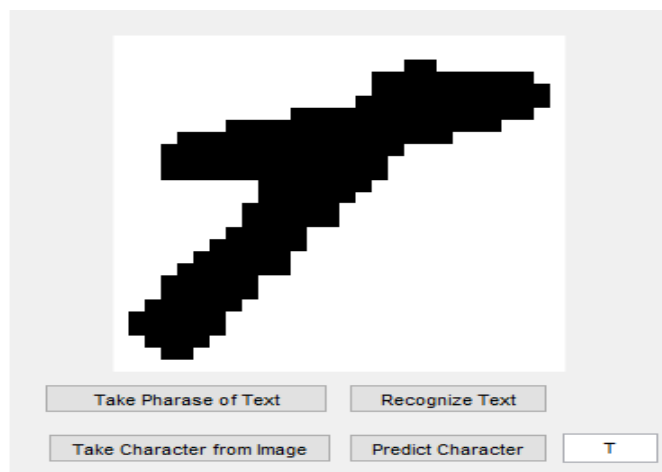 T
Take Pharase of Text
Recognize Text
Take Character from Image
Predict Character
T